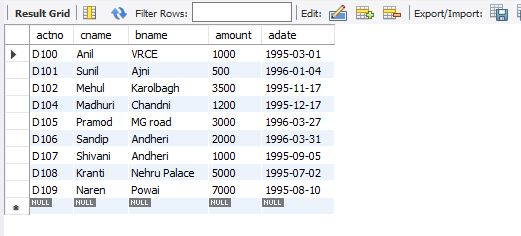 Result Grid Filter Rows: Edit: Export/Import:
actno cname bname amount adate
D100 Anil VRCE 1000 1995-03-01
D101 Sunil Ajni 500 1996-01-04
D102 Mehul Karolbagh 3500 1995-11-17
D104 Madhuri Chandni 1200 1995-12-17
D105 Pramod MG road 3000 1996-03-27
D106 Sandip Andheri 2000 1996-03-31
D107 Shivani Andheri 1000 1995-09-05
D108 Kranti Nehru Palace 5000 1995-07-02
D109 Naren Powai 7000 1995-08-10
NULL NULL NULL NULL NULL